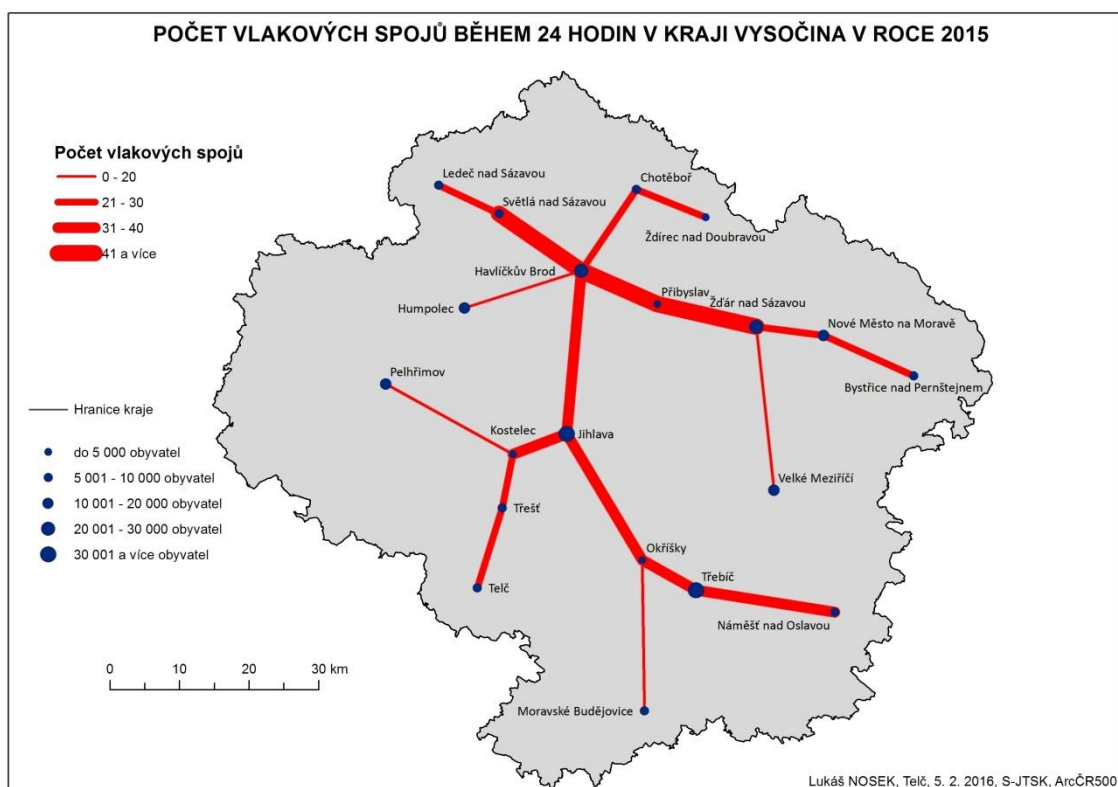 POČET VLAKOVÝCH SPOJŮ BĚHEM 24 HODIN V KRAJI VYSOČINA V ROCE 2015
Počet vlakových spojů
0 - 20
21 - 30
31 - 40
41 a více
Ledeč nad Sázavou
Chotěboř
Světlá nad Sázavou
Ždírec nad Doubravou
Havlíčkův Brod
Přibyslav
Žďár nad Sázavou
Humpolec
Nové Město na Moravě
Pelhřimov
Bystřice nad Pernštejnem
Hranice kraje
Kostelec
Jihlava
do 5 000 obyvatel
5 001 - 10 000 obyvatel
10 001 - 20 000 obyvatel
20 001 - 30 000 obyvatel
30 001 a více obyvatel
Velké Meziříčí
Třešť
Okříšky
Telč
Třebíč
Náměšť nad Oslavou
0 10 20 30 km
Moravské Budějovice
Lukáš NOSEK, Telč, 5. 2. 2016, S-JTSK, ArcČR500